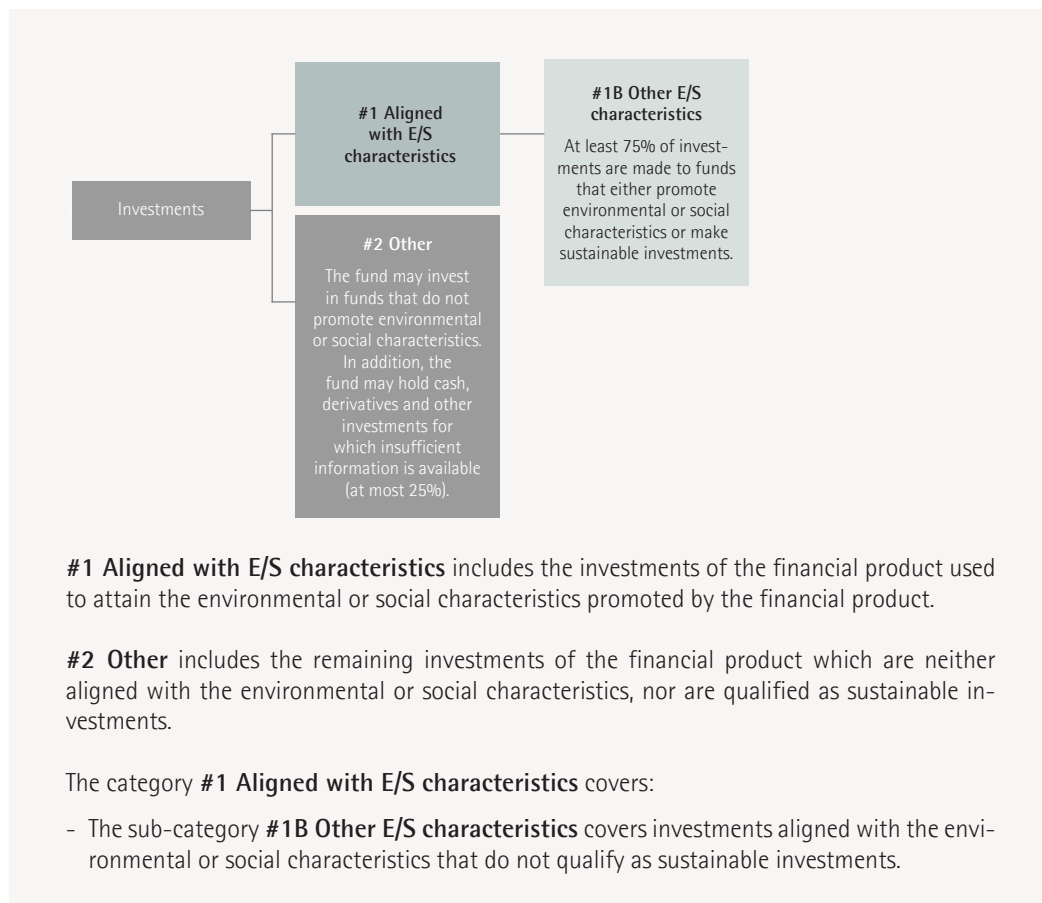 Investments
#1 Aligned
with E/S
characteristics
#1B Other E/S
characteristics
At least 75% of invest-
ments are made to funds
that either promote
environmental or social
characteristics or make
sustainable investments.
#2 Other
The fund may invest
in funds that do not
promote environmental
or social characteristics.
In addition, the
fund may hold cash,
derivatives and other
investments for
which insufficient
information is available
(at most 25%).
#1 Aligned with E/S characteristics includes the investments of the financial product used
to attain the environmental or social characteristics promoted by the financial product.
#2 Other includes the remaining investments of the financial product which are neither
aligned with the environmental or social characteristics, nor are qualified as sustainable in-
vestments.
The category #1 Aligned with E/S characteristics covers:
- The sub-category #1B Other E/S characteristics covers investments aligned with the envi-
ronmental or social characteristics that do not qualify as sustainable investments.